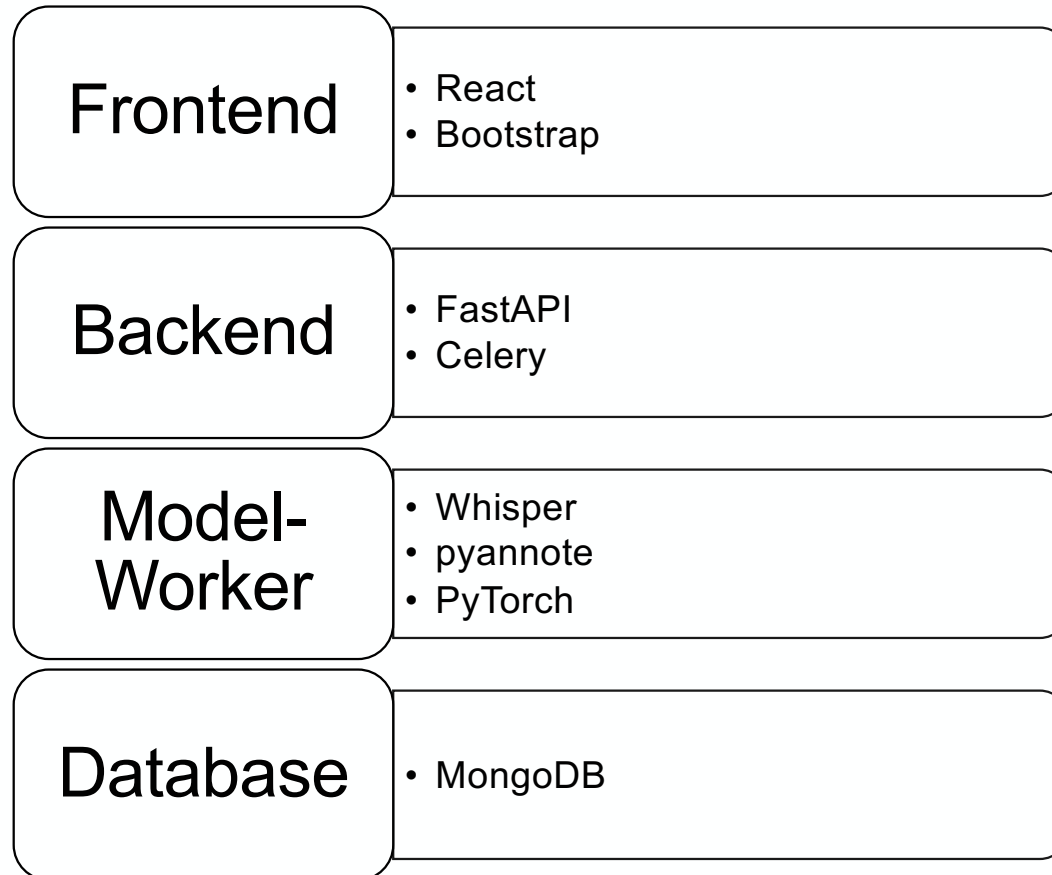 Frontend
• React
• Bootstrap
Backend
• FastAPI
• Celery
Model-
Worker
• Whisper
• pyannote
• PyTorch
Database
• MongoDB